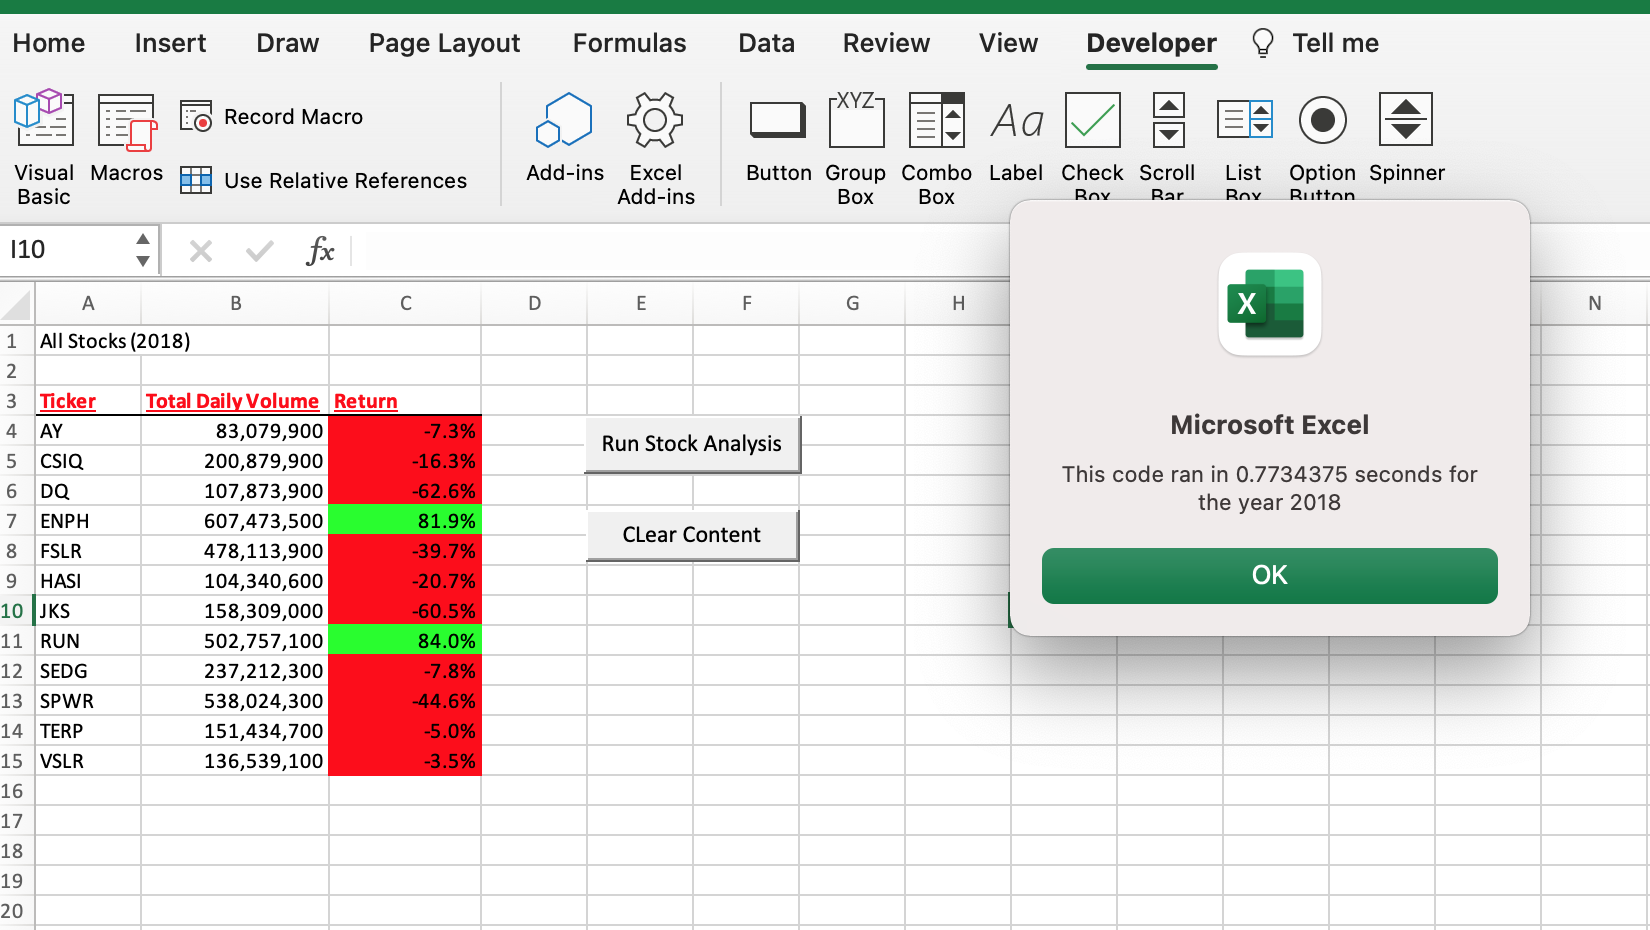 Home Insert Draw Page Layout Formulas Data Review View Developer Tell me
Visual Basic
Macros
Record Macro
Use Relative References
Add-ins
Excel Add-ins
Button
XYZ
Group Box
Combo Box
Aa
Label
Check Box
Scroll Bar
List Box
Option Button
Spinner
I10 fx
A B C D E F G H N
1 All Stocks (2018)
2
3 Ticker Total Daily Volume Return
4 AY 83,079,900 -7.3%
5 CSIQ 200,879,900 -16.3%
6 DQ 107,873,900 -62.6%
7 ENPH 607,473,500 81.9%
8 FSLR 478,113,900 -39.7%
9 HASI 104,340,600 -20.7%
10 JKS 158,309,000 -60.5%
11 RUN 502,757,100 84.0%
12 SEDG 237,212,300 -7.8%
13 SPWR 538,024,300 -44.6%
14 TERP 151,434,700 -5.0%
15 VSLR 136,539,100 -3.5%
16
17
18
19
20
Run Stock Analysis
CLear Content
X
Microsoft Excel
This code ran in 0.7734375 seconds for
the year 2018
OK